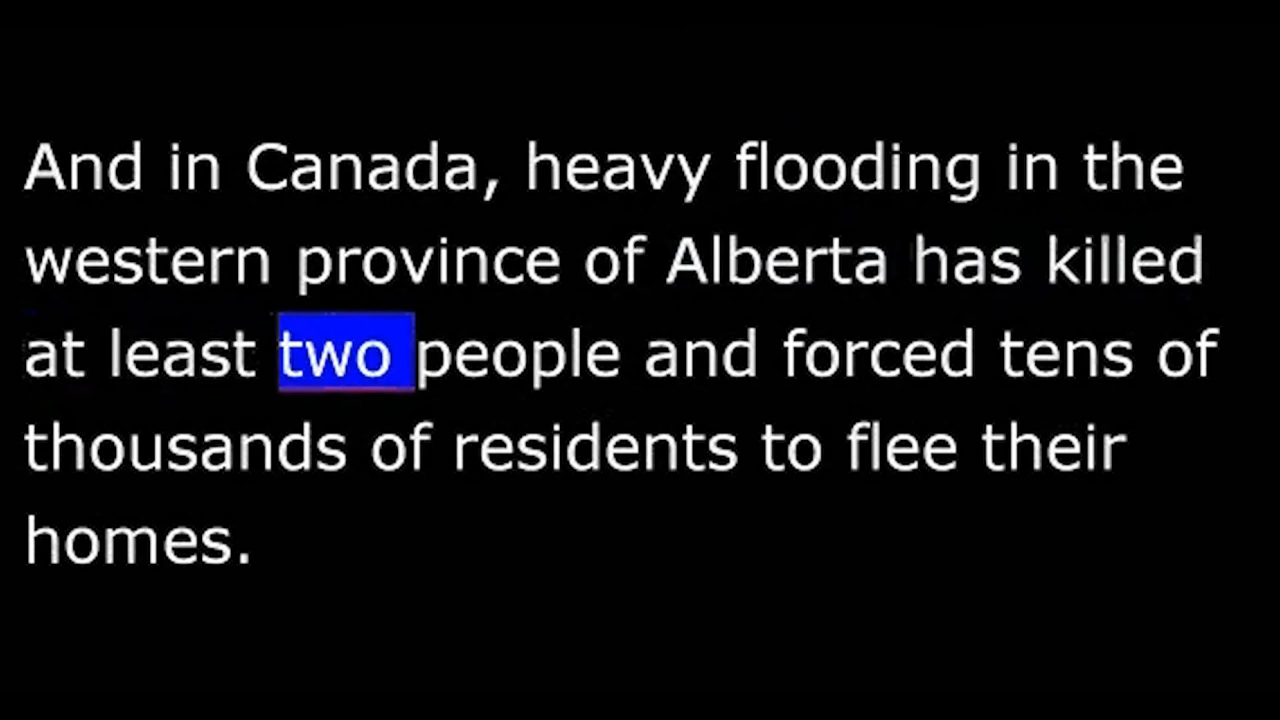 And in Canada, heavy flooding in the
western province of Alberta has killed
at least two people and forced tens of
thousands of residents to flee their
homes.